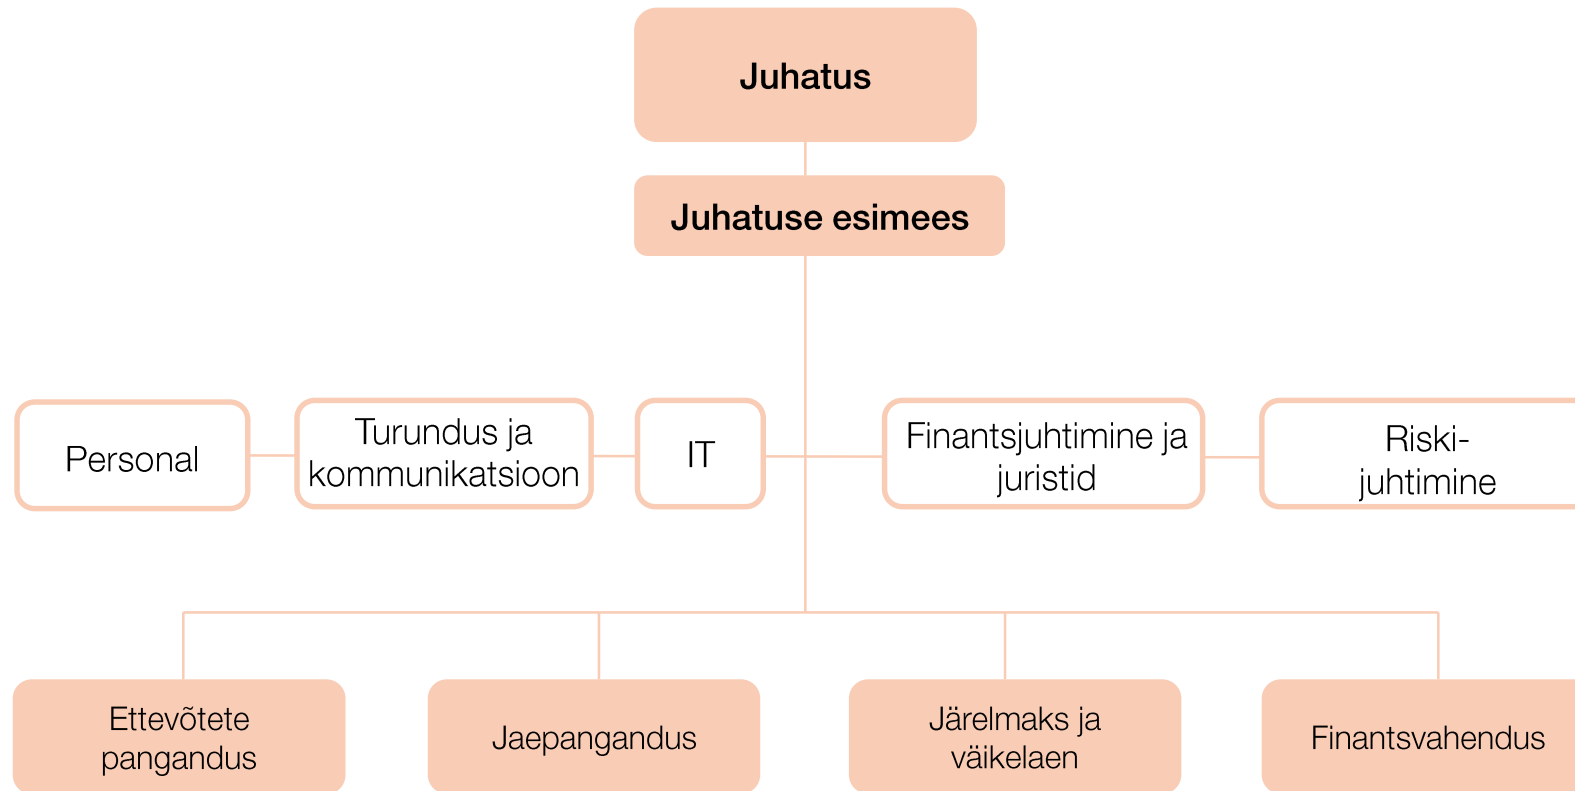 Juhatus
Juhatuse esimees
Personal
Turundus ja
kommunikatsioon
IT
Finantsjuhtimine ja
juristid
Riski-
juhtimine
Ettevõtete
pangandus
Jaepangandus
Järelmaks ja
väikelaen
Finantsvahendus